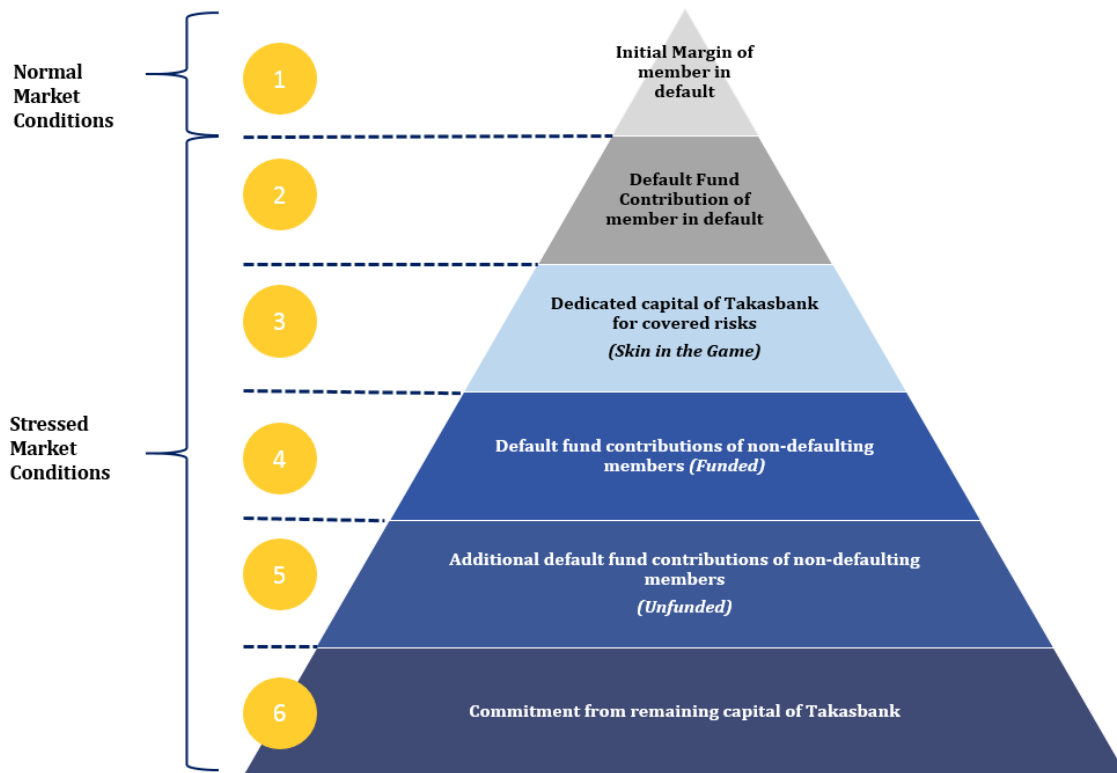 Normal
Market
Conditions
1
Initial Margin of
member in
default
2
Default Fund
Contribution of
member in default
3
Dedicated capital of Takasbank
for covered risks
(Skin in the Game)
Stressed
Market
Conditions
4
Default fund contributions of non-defaulting
members (Funded)
5
Additional default fund contributions of non-defaulting
members
(Unfunded)
6
Commitment from remaining capital of Takasbank